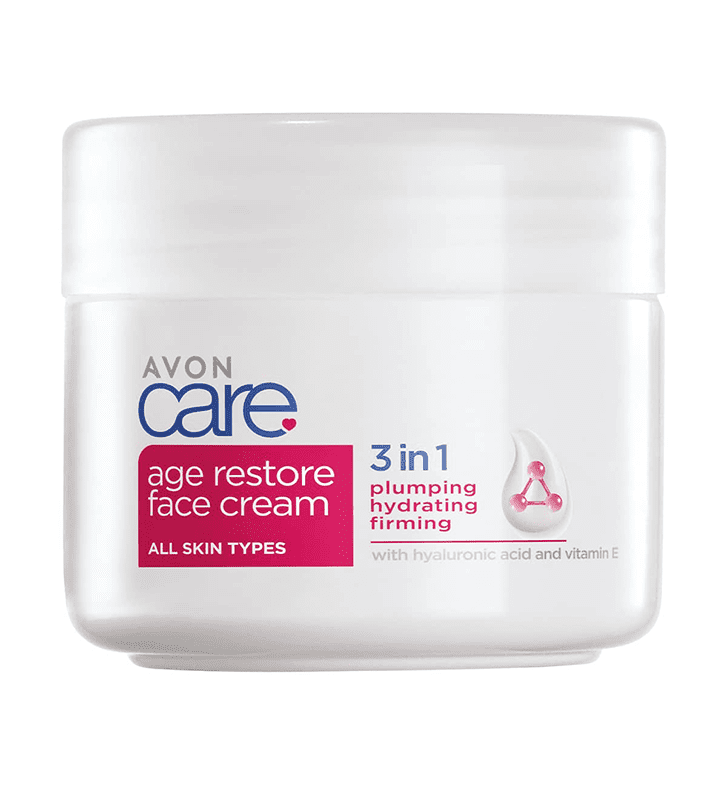 AVON
care
age restore
face cream
ALL SKIN TYPES
3 in 1
plumping
hydrating
firming
with hyaluronic acid and vitamin E